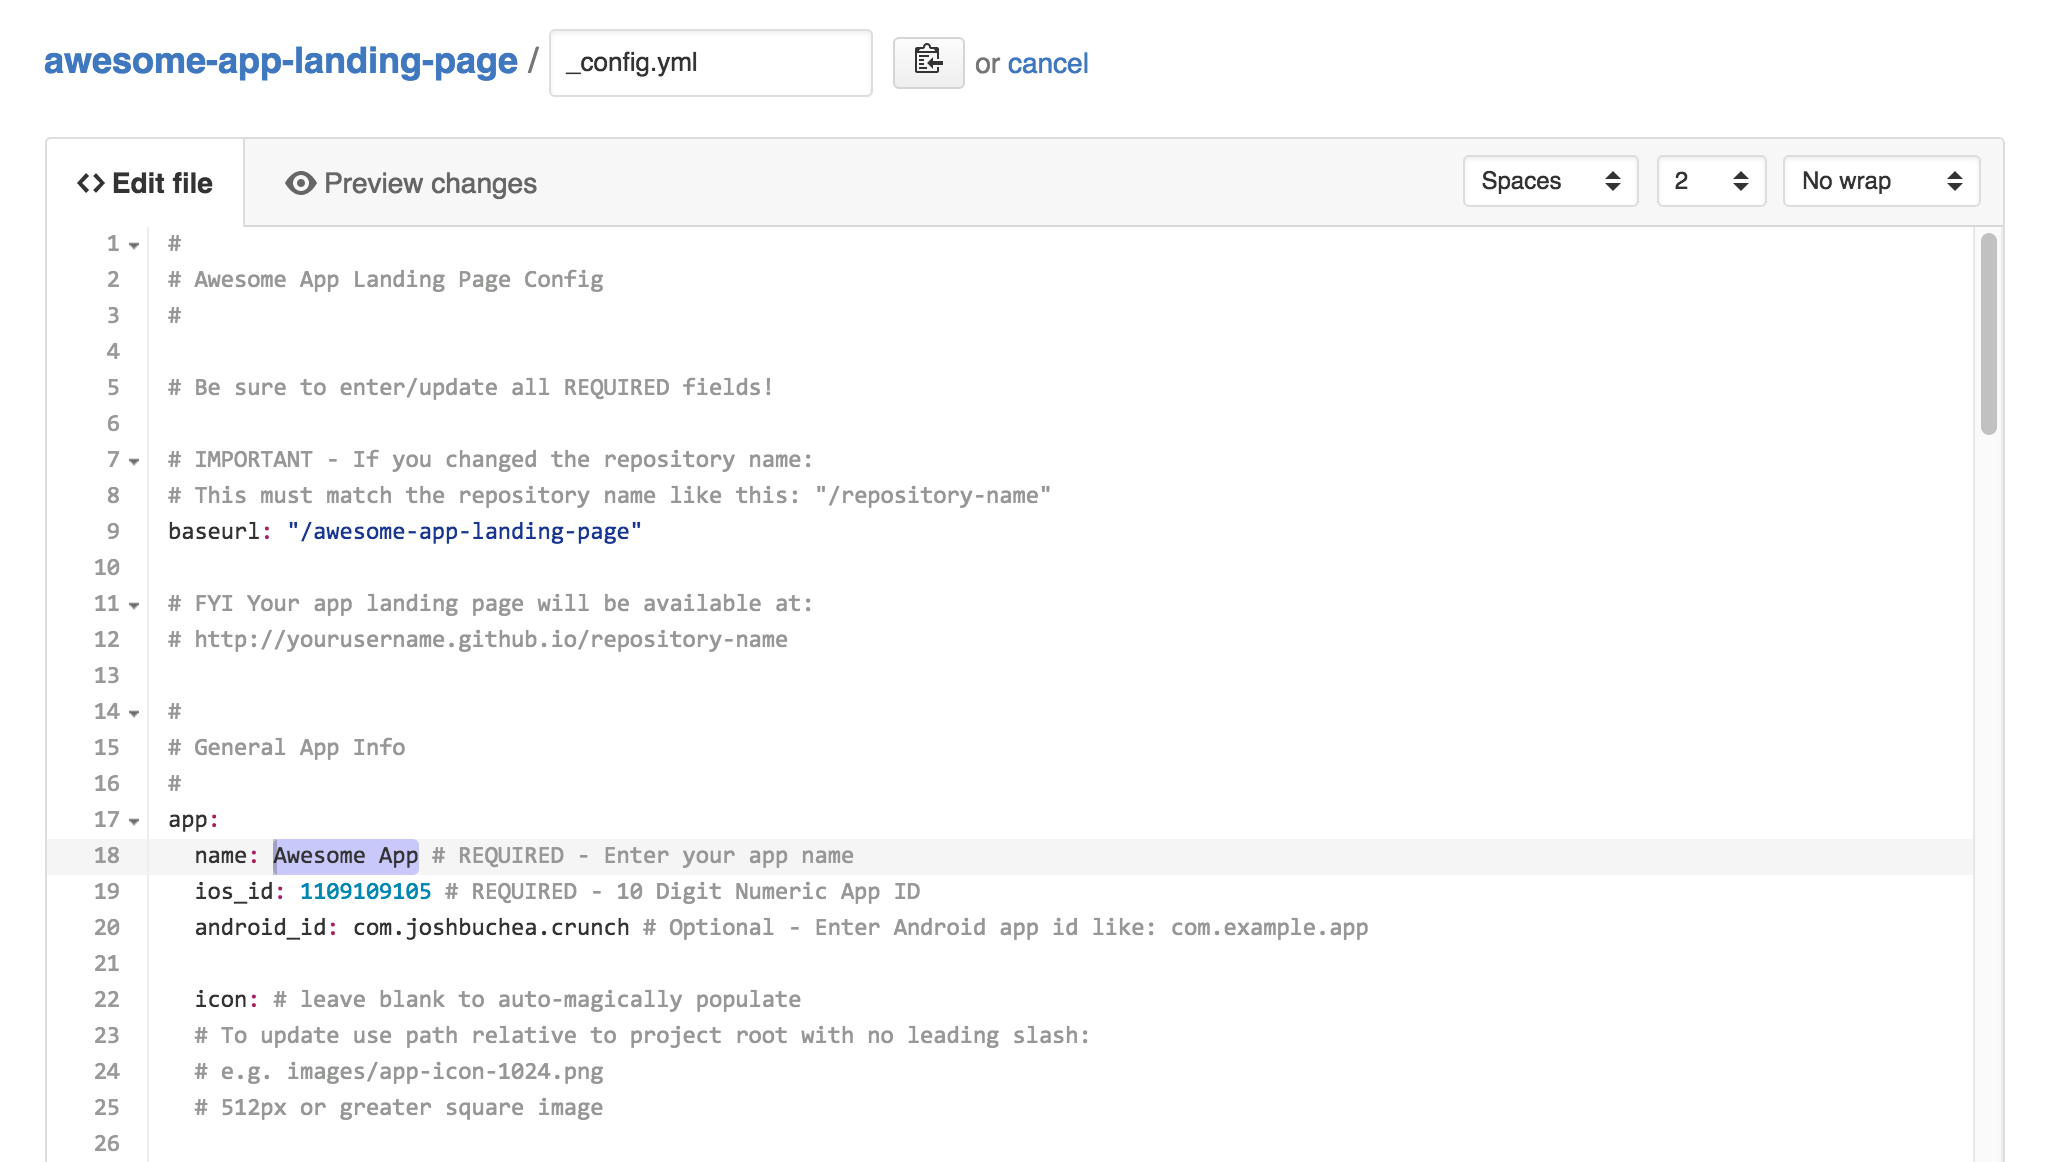 awesome-app-landing-page / _config.yml or cancel
Edit file Preview changes Spaces 2 No wrap
1 #
2 # Awesome App Landing Page Config
3 #
4
5 # Be sure to enter/update all REQUIRED fields!
6
7 # IMPORTANT - If you changed the repository name:
8 # This must match the repository name like this: "/repository-name"
9 baseurl: "/awesome-app-landing-page"
10
11 # FYI Your app landing page will be available at:
12 # http://yourusername.github.io/repository-name
13
14 #
15 # General App Info
16 #
17 app:
18 name: Awesome App # REQUIRED - Enter your app name
19 ios_id: 1109109105 # REQUIRED - 10 Digit Numeric App ID
20 android_id: com.joshbuchea.crunch # Optional - Enter Android app id like: com.example.app
21
22 icon: # leave blank to auto-magically populate
23 # To update use path relative to project root with no leading slash:
24 # e.g. images/app-icon-1024.png
25 # 512px or greater square image
26